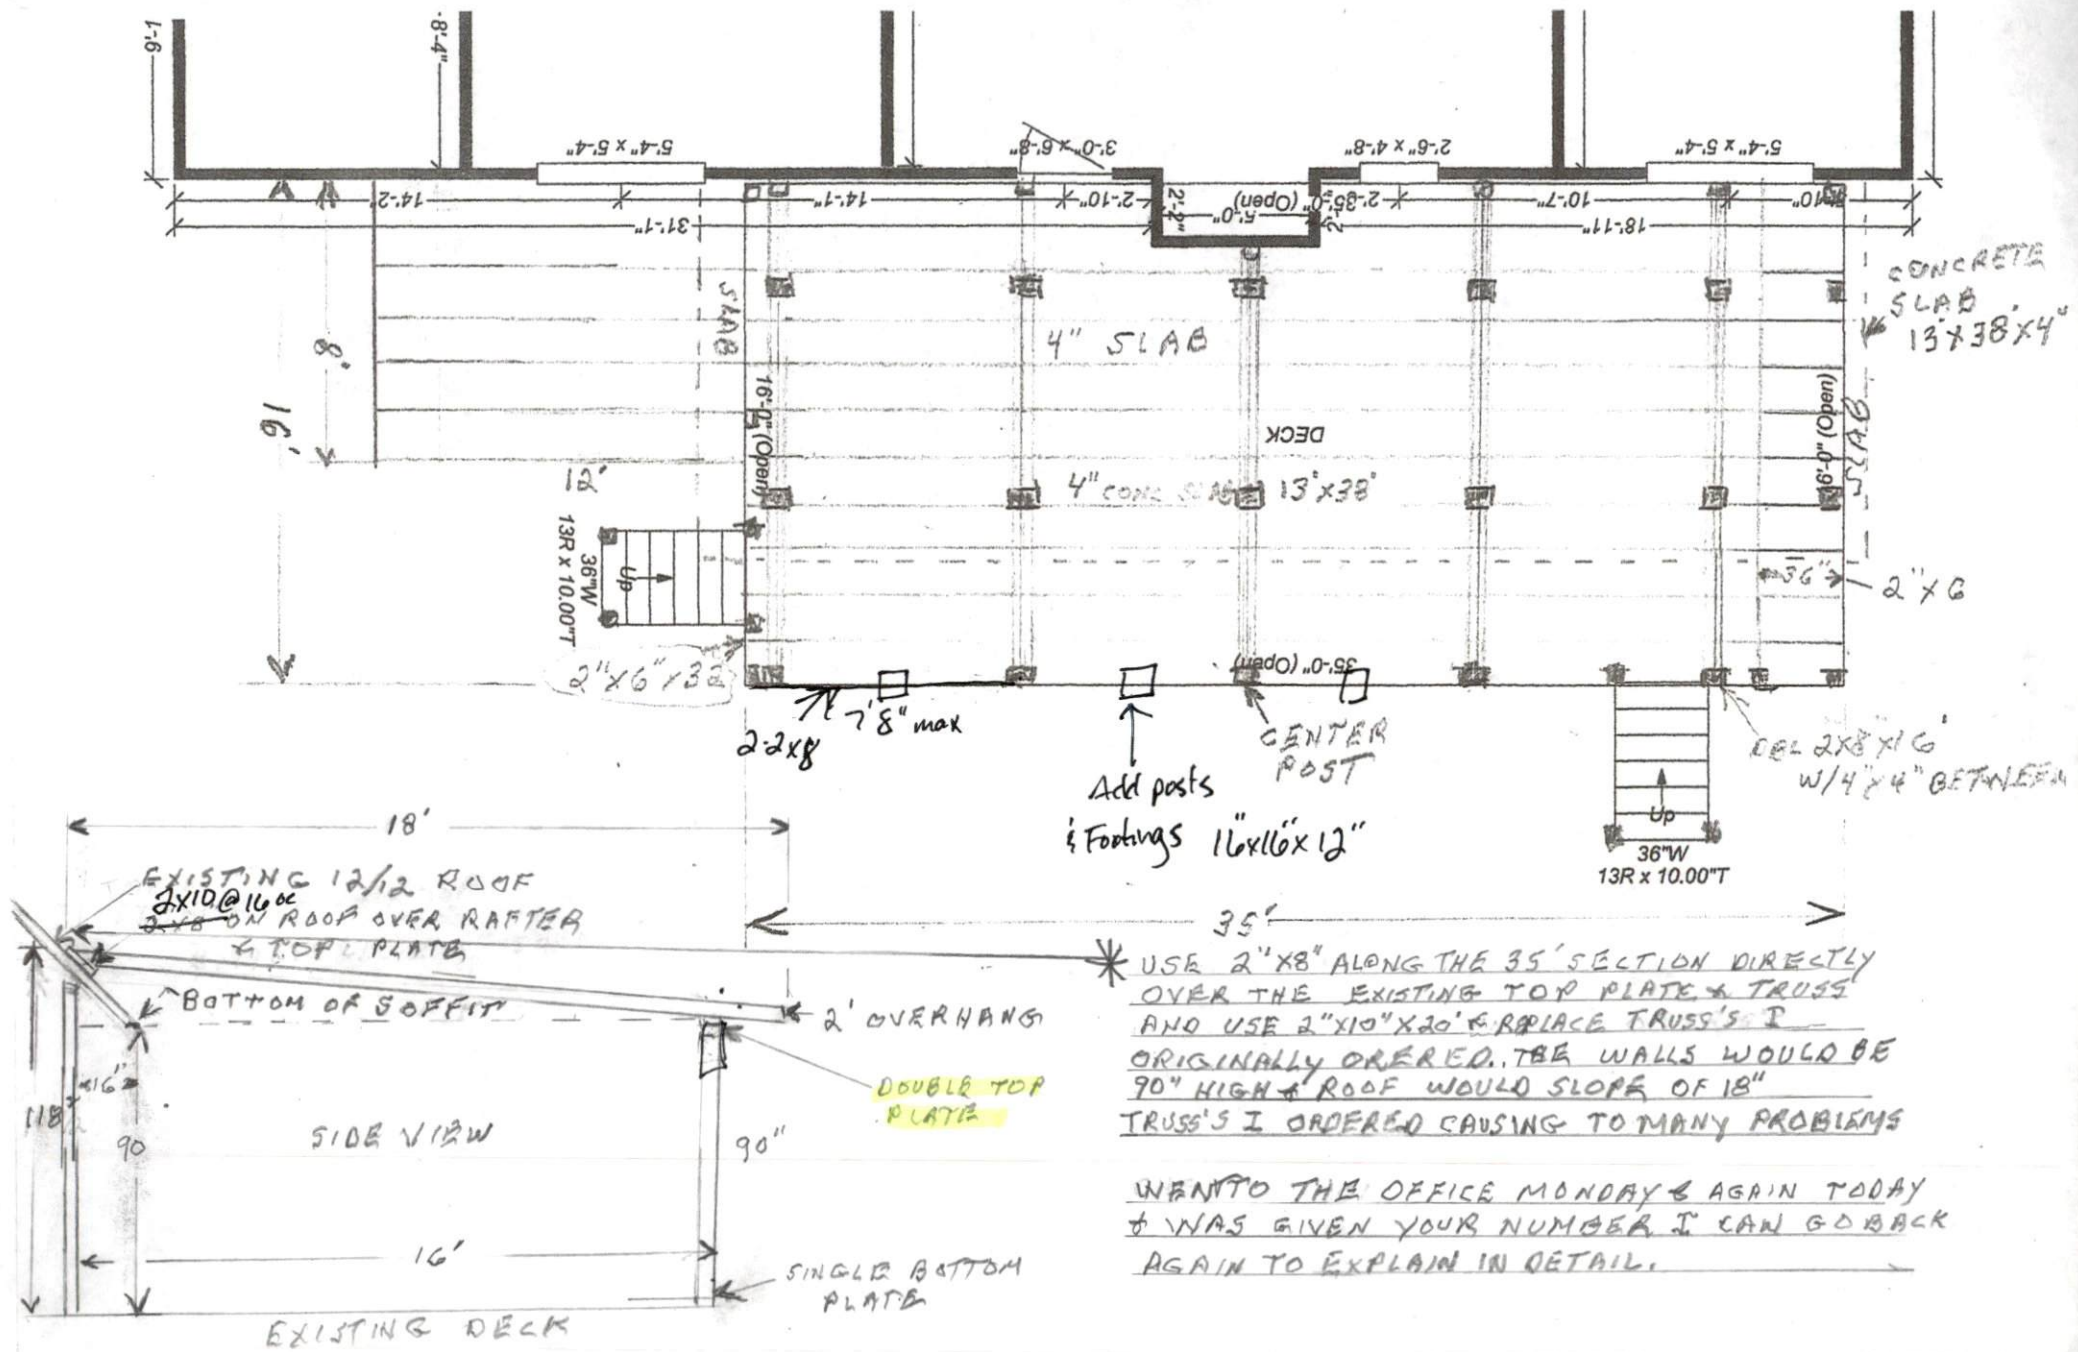 1'-6
8'-4"
5'-4" x 5'-4"
3'-0" x 6'-8"
2'-6" x 4'-8"
5'-4" x 5'-4"
14'-2"
14'-1"
2'-10"
2'-2"
5'-0" (Open)
10'-7"
31'-1"
18'-11"
CONCRETE
SLAB
13'X38'X4"
SLAB
4" SLAB
8'
16'
16'-0" (Open)
DECK
16'-0" (Open)
SLAB
12'
4" CONC SLAB 13'X38'
13R x 10.00"T
36"W
Up
36"
2"X6
2"X6"X32
35'-0" (Open)
2-2x8
7'8" max
CENTER
POST
DBL 2X8"X16'
W/4"X4" BETWEEN
Add posts
& Footings 16"x16"x12"
Up
36"W
13R x 10.00"T
18'
EXISTING 12/12 ROOF
2x10@16oc
2X8 ON ROOF OVER RAFTER
& TOP PLATE
BOTTOM OF SOFFIT
35'
2' OVERHANG
DOUBLE TOP
PLATE
16"
118
90
SIDE VIEW
90"
16'
SINGLE BOTTOM
PLATE
EXISTING DECK
USE 2"X8" ALONG THE 35' SECTION DIRECTLY
OVER THE EXISTING TOP PLATE & TRUSS
AND USE 2"X10"X20' & REPLACE TRUSS'S I
ORIGINALLY ORERED. THE WALLS WOULD BE
90" HIGH & ROOF WOULD SLOPE OF 18"
TRUSS'S I ORDERED CAUSING TO MANY PROBLEMS
WENT TO THE OFFICE MONDAY & AGAIN TODAY
& WAS GIVEN YOUR NUMBER I CAN GO BACK
AGAIN TO EXPLAIN IN DETAIL.